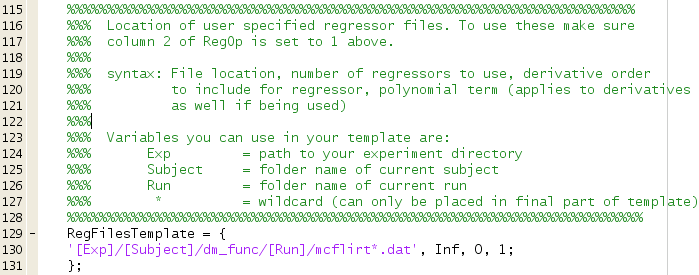 115 %%%%%%%%%%%%%%%%%%%%%%%%%%%%%%%%%%%%%%%%%%%%%%%%%%%%%%%%%%%%%%%%%%%%%%%
116 %%%  Location of user specified regressor files. To use these make sure
117 %%%  column 2 of RegOp is set to 1 above.
118 %%%
119 %%%  syntax: File location, number of regressors to use, derivative order
120 %%%          to include for regressor, polynomial term (applies to derivatives
121 %%%          as well if being used)
122 %%%
123 %%%  Variables you can use in your template are:
124 %%%       Exp         = path to your experiment directory
125 %%%       Subject     = folder name of current subject
126 %%%       Run         = folder name of current run
127 %%%        *          = wildcard (can only be placed in final part of template)
128 %%%%%%%%%%%%%%%%%%%%%%%%%%%%%%%%%%%%%%%%%%%%%%%%%%%%%%%%%%%%%%%%%%%%%%%%
129 – RegFilesTemplate = {
130 '[Exp]/[Subject]/dm_func/[Run]/mcflirt*.dat', Inf, 0, 1;
131 };